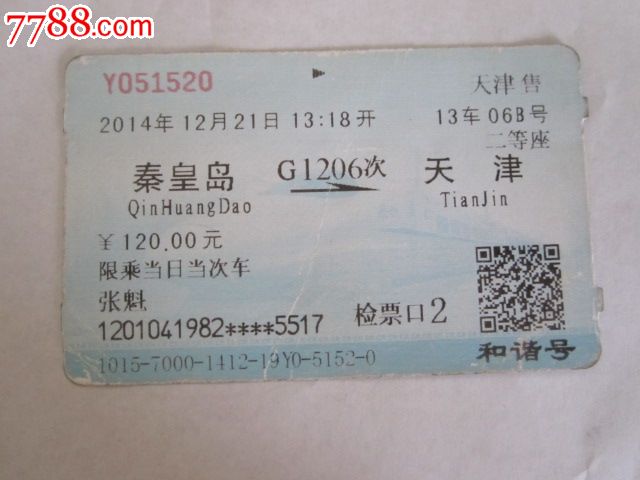 7788.com
Y051520
天津售
2014年12月21日13:18开
13车06B号
二等座
秦皇岛 G1206次 天津
QinHuangDao TianJin
￥120.00元
限乘当日当次车
张魁
1201041982****5517
检票口2
和谐号
1015-7000-1412-19Y0-5152-0